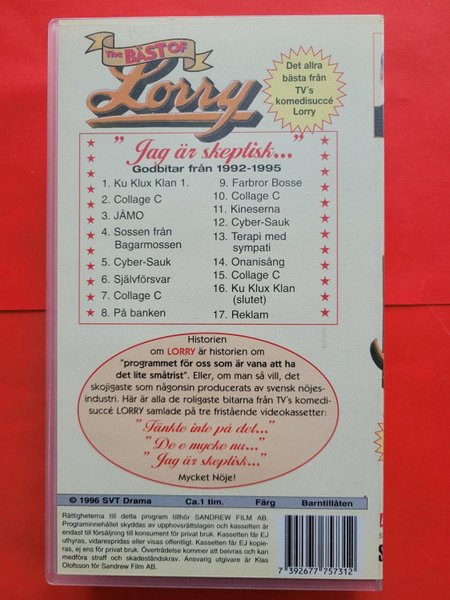 The BÄST OF
Lorry
Det allra
bästa från
TV´s
komedisuccé
Lorry
"Jag är skeptisk..."
Godbitar från 1992-1995
1. Ku Klux Klan 1.
2. Collage C
3. JÄMO
4. Sossen från
Bagarmossen
5. Cyber-Sauk
6. Självförsvar
7. Collage C
8. På banken
9. Farbror Bosse
10. Collage C
11. Kineserna
12. Cyber-Sauk
13. Terapi med
sympati
14. Onanisång
15. Collage C
16. Ku Klux Klan
(slutet)
17. Reklam
Historien
om LORRY är historien om
"programmet för oss som är vana att ha
det lite småtrist". Eller, om man så vill, det
skojigaste som någonsin producerats av svensk nöjes-
industri. Här är alla de roligaste bitarna från TV´s komedi-
succé LORRY samlade på tre fristående videokassetter:
"Tänkte inte på det..."
"De e mycke nu..."
"Jag är skeptisk..."
Mycket Nöje!
© 1996 SVT Drama Ca.1 tim. Färg Barntillåten
Rättigheterna till detta program tillhör SANDREW FILM AB.
Programinnehållet skyddas av upphovsrättslagen och kassetten är
endast till försäljning till konsument för privat bruk. Kassetten får EJ
uthyras, vidarespridas eller visas offentligt. Kassetten får EJ kopie-
ras, ej ens för privat bruk. Överträdelse kommer att beivras och kan
medföra straff och skadeståndskrav. Ansvarig utgivare är Klas
Olofsson för Sandrew Film AB.
7 392677 757312